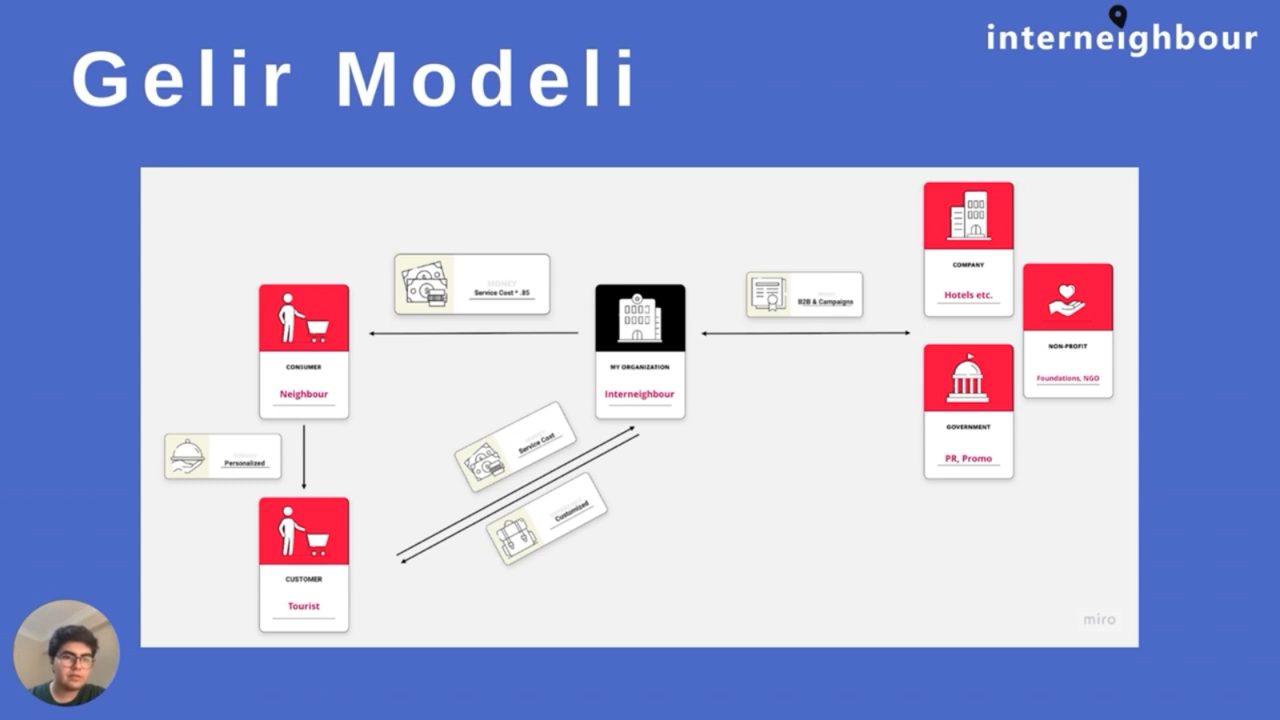 interneighbour
Gelir Modeli
COMPANY
Hotels etc.
MONEY
Service Cost * .85
B2B & Campaigns
NON-PROFIT
Foundations, NGO
CONSUMER
Neighbour
MY ORGANIZATION
Interneighbour
GOVERNMENT
PR, Promo
Personalized
Service Cost
Customized
CUSTOMER
Tourist
miro